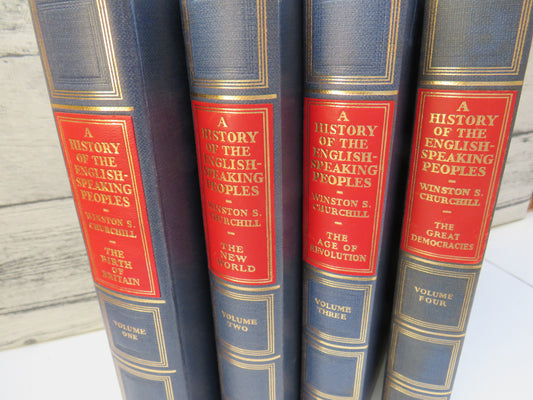 A
HISTORY
OF THE
ENGLISH-
SPEAKING
PEOPLES
WINSTON S.
CHURCHILL
THE BIRTH
OF
BRITAIN
VOLUME
ONE
A
HISTORY
OF THE
ENGLISH-
SPEAKING
PEOPLES
WINSTON S.
CHURCHILL
THE
NEW
WORLD
VOLUME
TWO
A
HISTORY
OF THE
ENGLISH-
SPEAKING
PEOPLES
WINSTON S.
CHURCHILL
THE
AGE OF
REVOLUTION
VOLUME
THREE
A
HISTORY
OF THE
ENGLISH-
SPEAKING
PEOPLES
WINSTON S.
CHURCHILL
THE
GREAT
DEMOCRACIES
VOLUME
FOUR